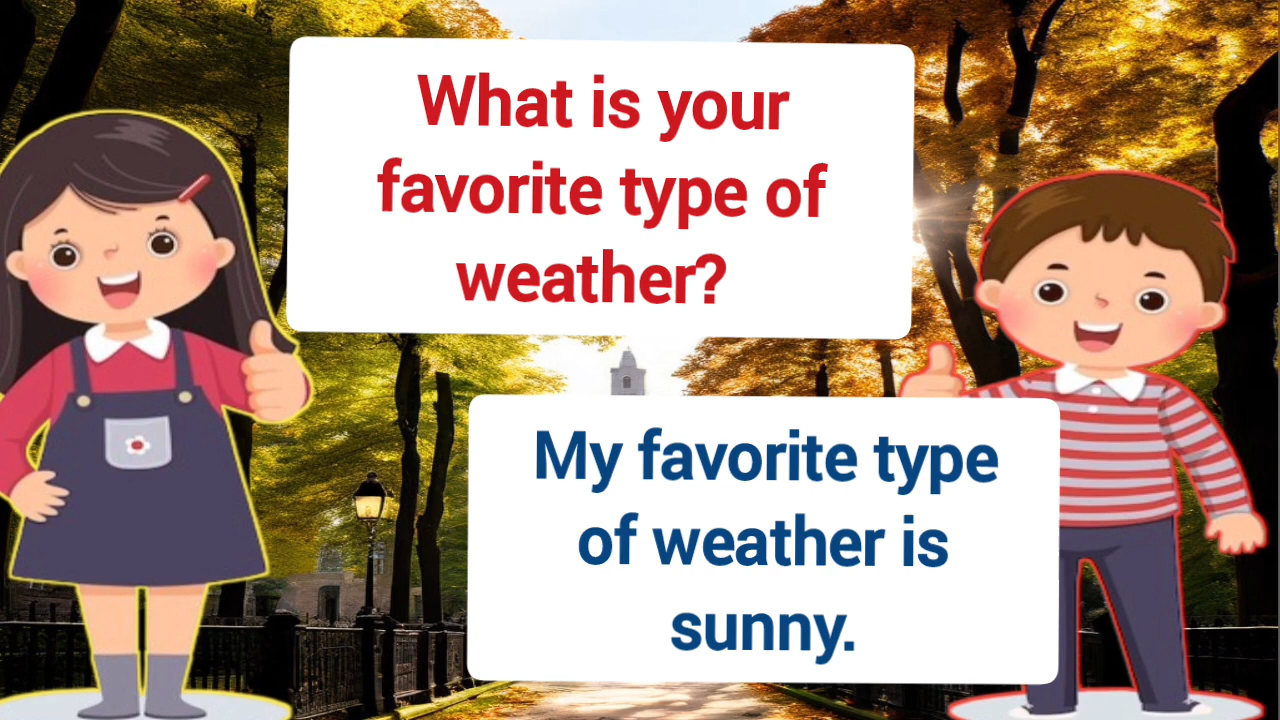 What is your
favorite type of
weather?
My favorite type
of weather is
sunny.